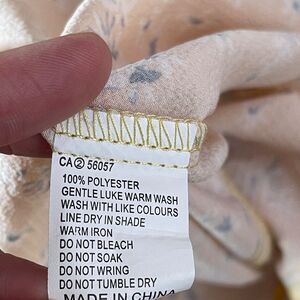 CA② 56057
100% POLYESTER
GENTLE LUKE WARM WASH
WASH WITH LIKE COLOURS
LINE DRY IN SHADE
WARM IRON
DO NOT BLEACH
DO NOT SOAK
DO NOT WRING
DO NOT TUMBLE DRY
MADE IN CHINA